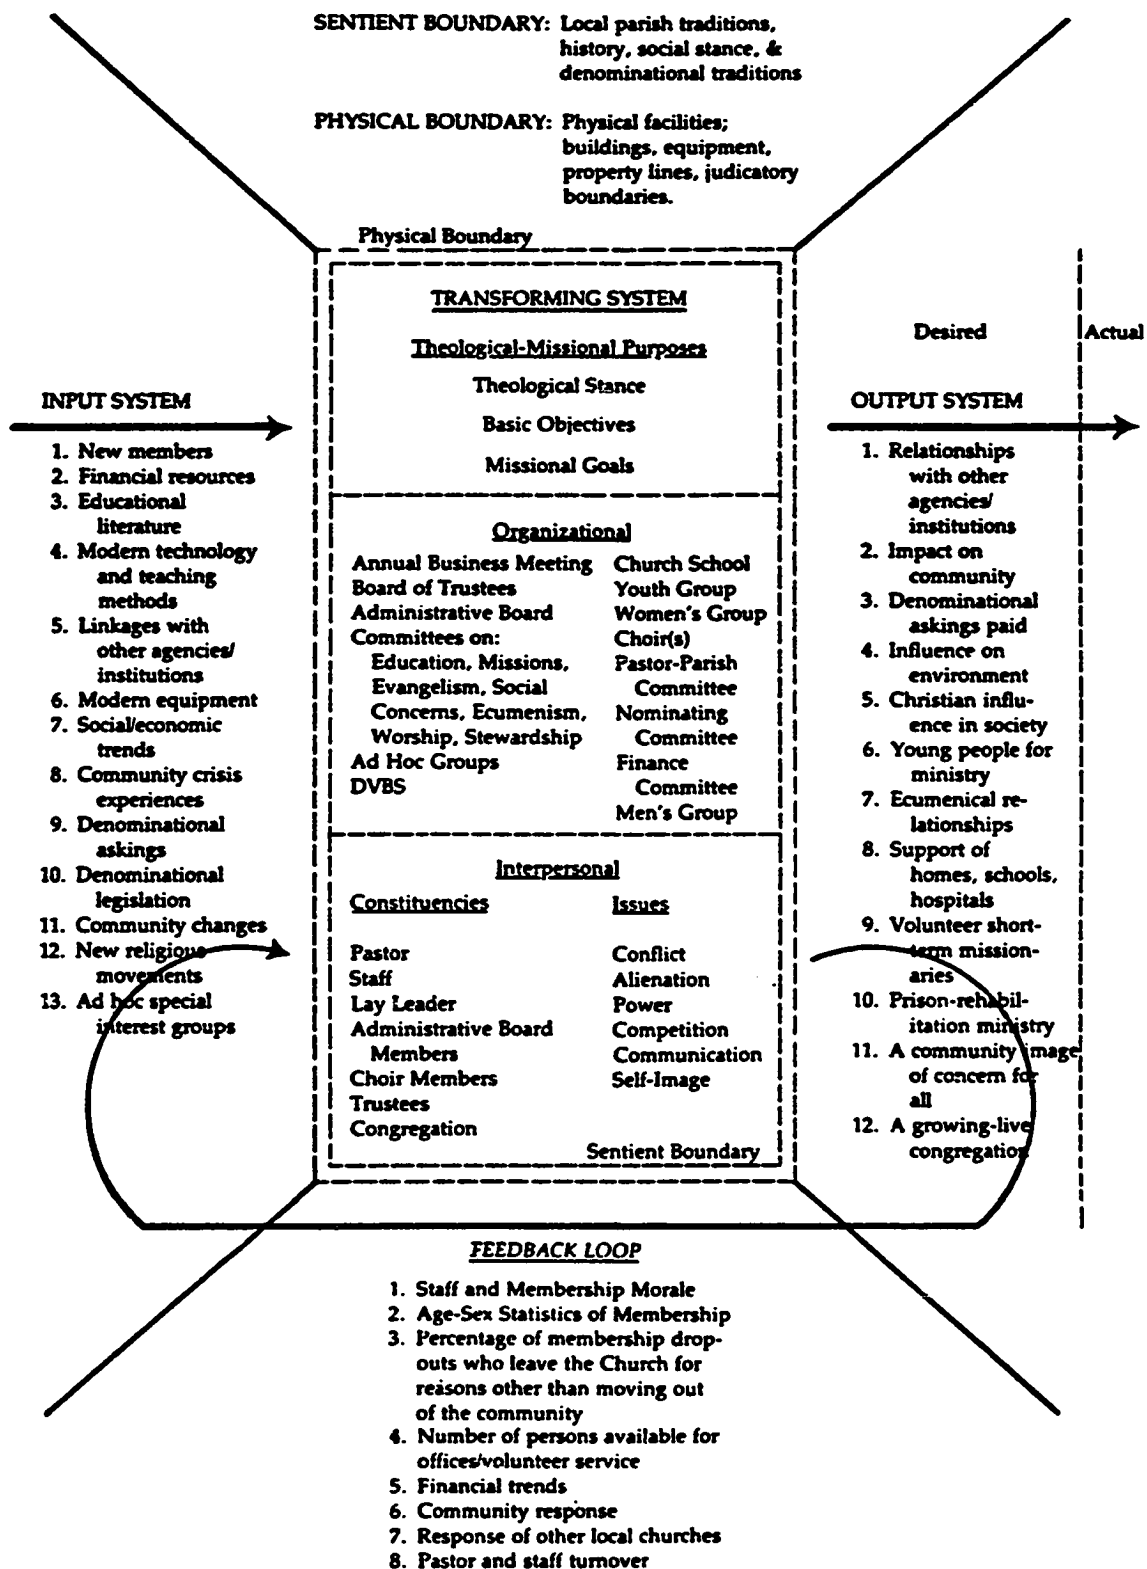 SENTIENT BOUNDARY: Local parish traditions,
history, social stance, &
denominational traditions
PHYSICAL BOUNDARY: Physical facilities;
buildings, equipment,
property lines, judicatory
boundaries.
Physical Boundary
INPUT SYSTEM
1. New members
2. Financial resources
3. Educational
literature
4. Modern technology
and teaching
methods
5. Linkages with
other agencies/
institutions
6. Modern equipment
7. Social/economic
trends
8. Community crisis
experiences
9. Denominational
askings
10. Denominational
legislation
11. Community changes
12. New religious
movements
13. Ad hoc special
interest groups
TRANSFORMING SYSTEM
Theological-Missional Purposes
Theological Stance
Basic Objectives
Missional Goals
Organizational
Annual Business Meeting
Board of Trustees
Administrative Board
Committees on:
Education, Missions,
Evangelism, Social
Concerns, Ecumenism,
Worship, Stewardship
Ad Hoc Groups
DVBS
Church School
Youth Group
Women's Group
Choir(s)
Pastor-Parish
Committee
Nominating
Committee
Finance
Committee
Men's Group
Interpersonal
Constituencies
Pastor
Staff
Lay Leader
Administrative Board
Members
Choir Members
Trustees
Congregation
Issues
Conflict
Alienation
Power
Competition
Communication
Self-Image
Sentient Boundary
Desired
Actual
OUTPUT SYSTEM
1. Relationships
with other
agencies/
institutions
2. Impact on
community
3. Denominational
askings paid
4. Influence on
environment
5. Christian influ-
ence in society
6. Young people for
ministry
7. Ecumenical re-
lationships
8. Support of
homes, schools,
hospitals
9. Volunteer short-
term mission-
aries
10. Prison-rehabil-
itation ministry
11. A community image
of concern for
all
12. A growing-live
congregation
FEEDBACK LOOP
1. Staff and Membership Morale
2. Age-Sex Statistics of Membership
3. Percentage of membership drop-
outs who leave the Church for
reasons other than moving out
of the community
4. Number of persons available for
offices/volunteer service
5. Financial trends
6. Community response
7. Response of other local churches
8. Pastor and staff turnover